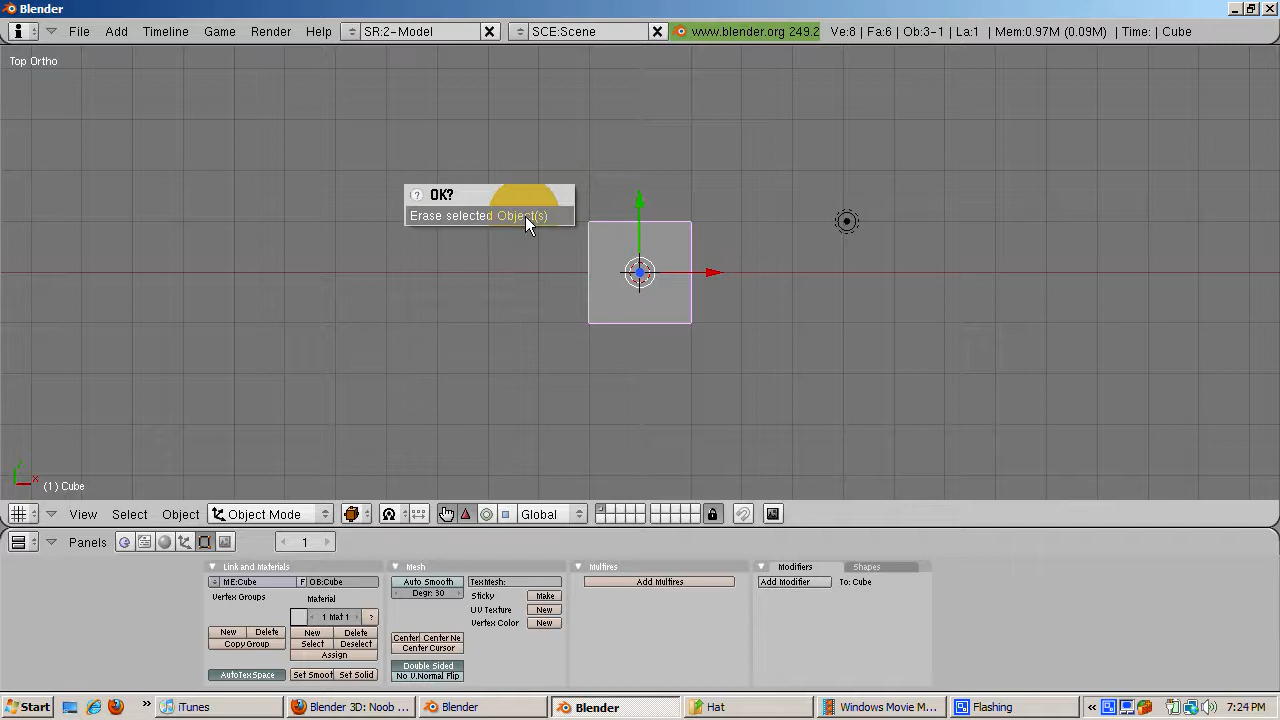 Blender
File Add Timeline Game Render Help SR:2-Model SCE:Scene www.blender.org 249.2 Ve:8 | Fa:6 | Ob:3-1 | La:1 | Mem:0.97M (0.09M) | Time: | Cube
Top Ortho
OK?
Erase selected Object(s)
(1) Cube
View Select Object Object Mode Global
Panels 1
Link and Materials Mesh Multires Modifiers Shapes
ME:Cube F OB:Cube Auto Smooth TexMesh: Add Multires Add Modifier To: Cube
Vertex Groups Material Degr: 30 Sticky Make
1 Mat 1 ? UV Texture New
New Delete New Delete Vertex Color New
Copy Group Select Deselect Center Center Ne
Assign Center Cursor
AutoTexSpace Set Smoot Set Solid Double Sided
No V.Normal Flip
Start iTunes Blender 3D: Noob ... Blender Blender Hat Windows Movie M... Flashing 7:24 PM